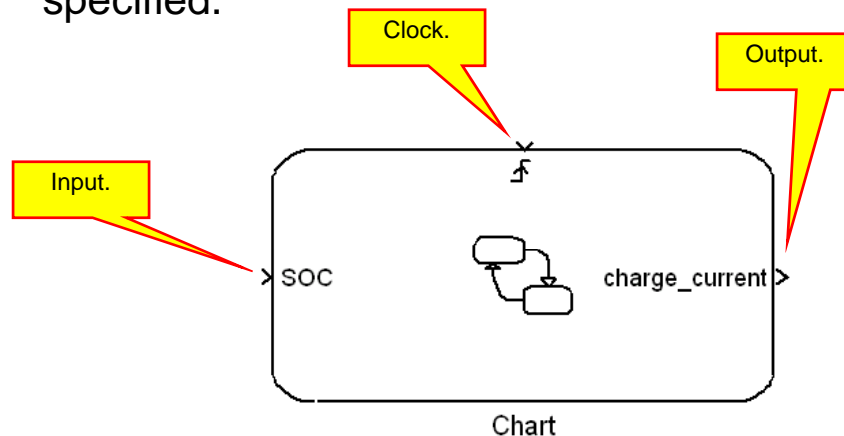 specified.
Clock.
Output.
Input.
SOC
charge_current
Chart